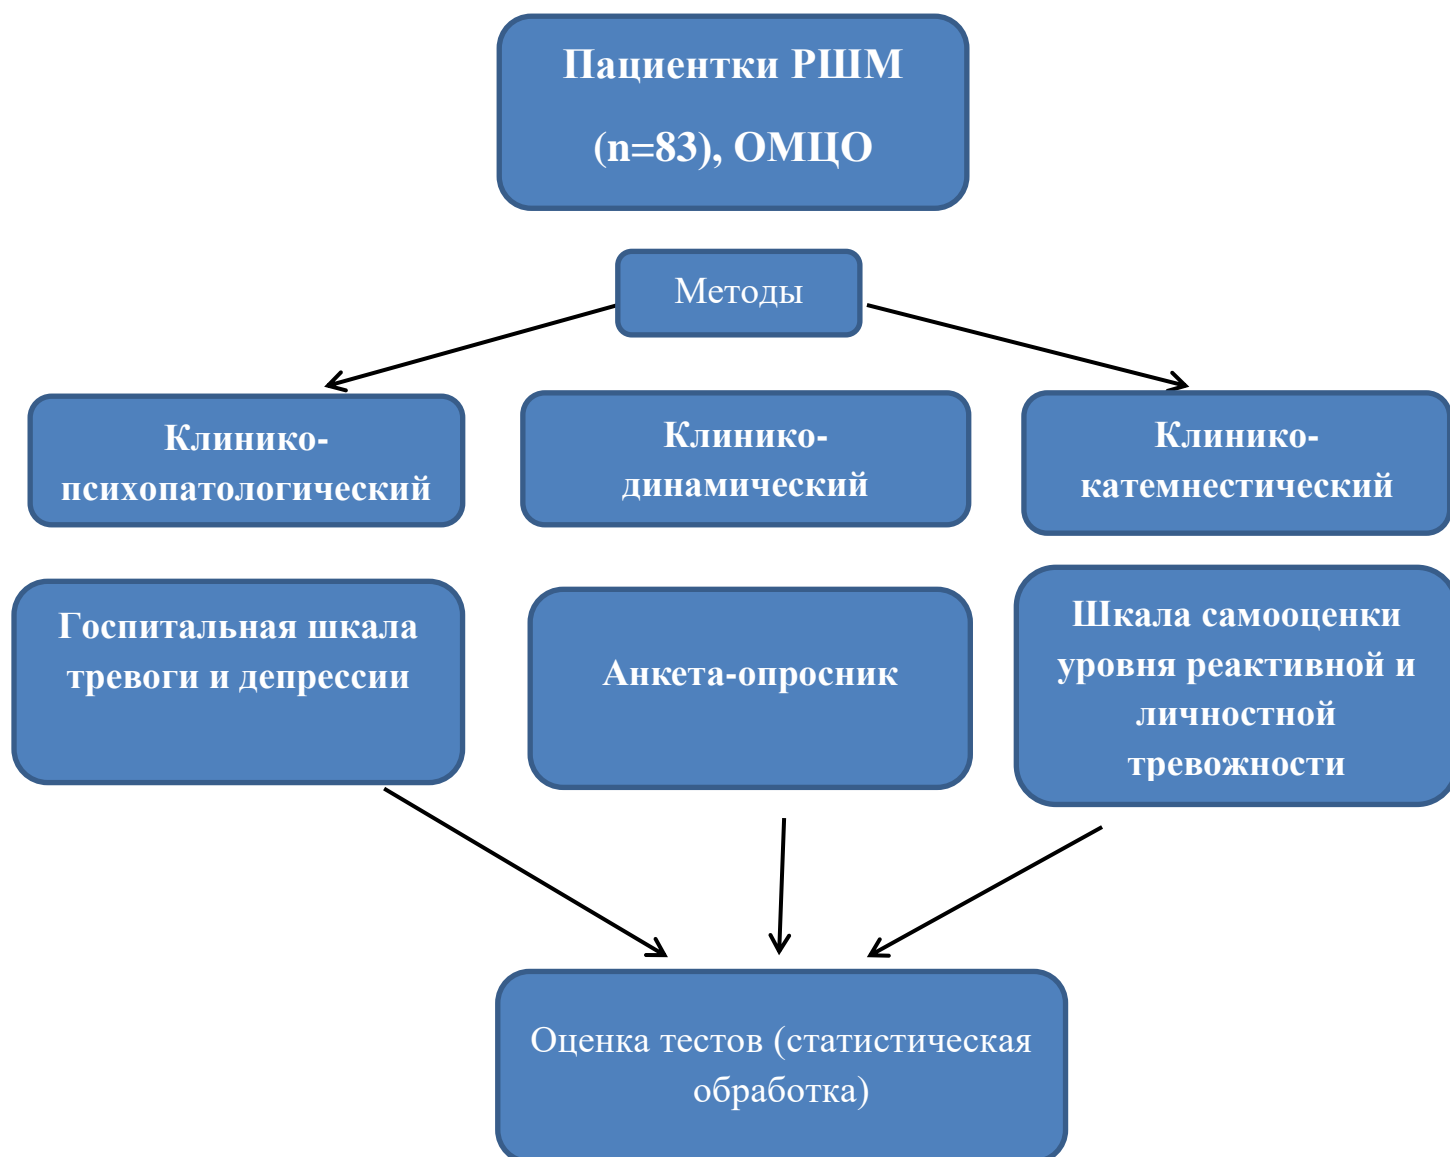 Пациентки РШМ
(n=83), ОМЦО
Методы
Клинико-
психопатологический
Клинико-
динамический
Клинико-
катемнестический
Госпитальная шкала
тревоги и депрессии
Анкета-опросник
Шкала самооценки
уровня реактивной и
личностной
тревожности
Оценка тестов (статистическая
обработка)